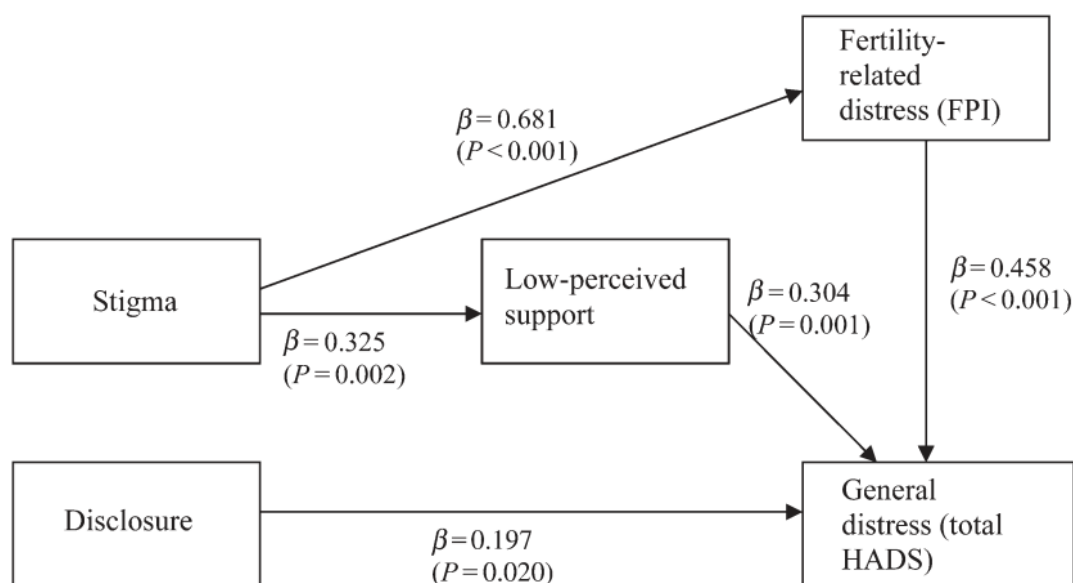 Fertility-
related
distress (FPI)
β = 0.681
(P < 0.001)
Stigma
Low-perceived
support
β = 0.325
(P = 0.002)
β = 0.304
(P = 0.001)
β = 0.458
(P < 0.001)
Disclosure
β = 0.197
(P = 0.020)
General
distress (total
HADS)